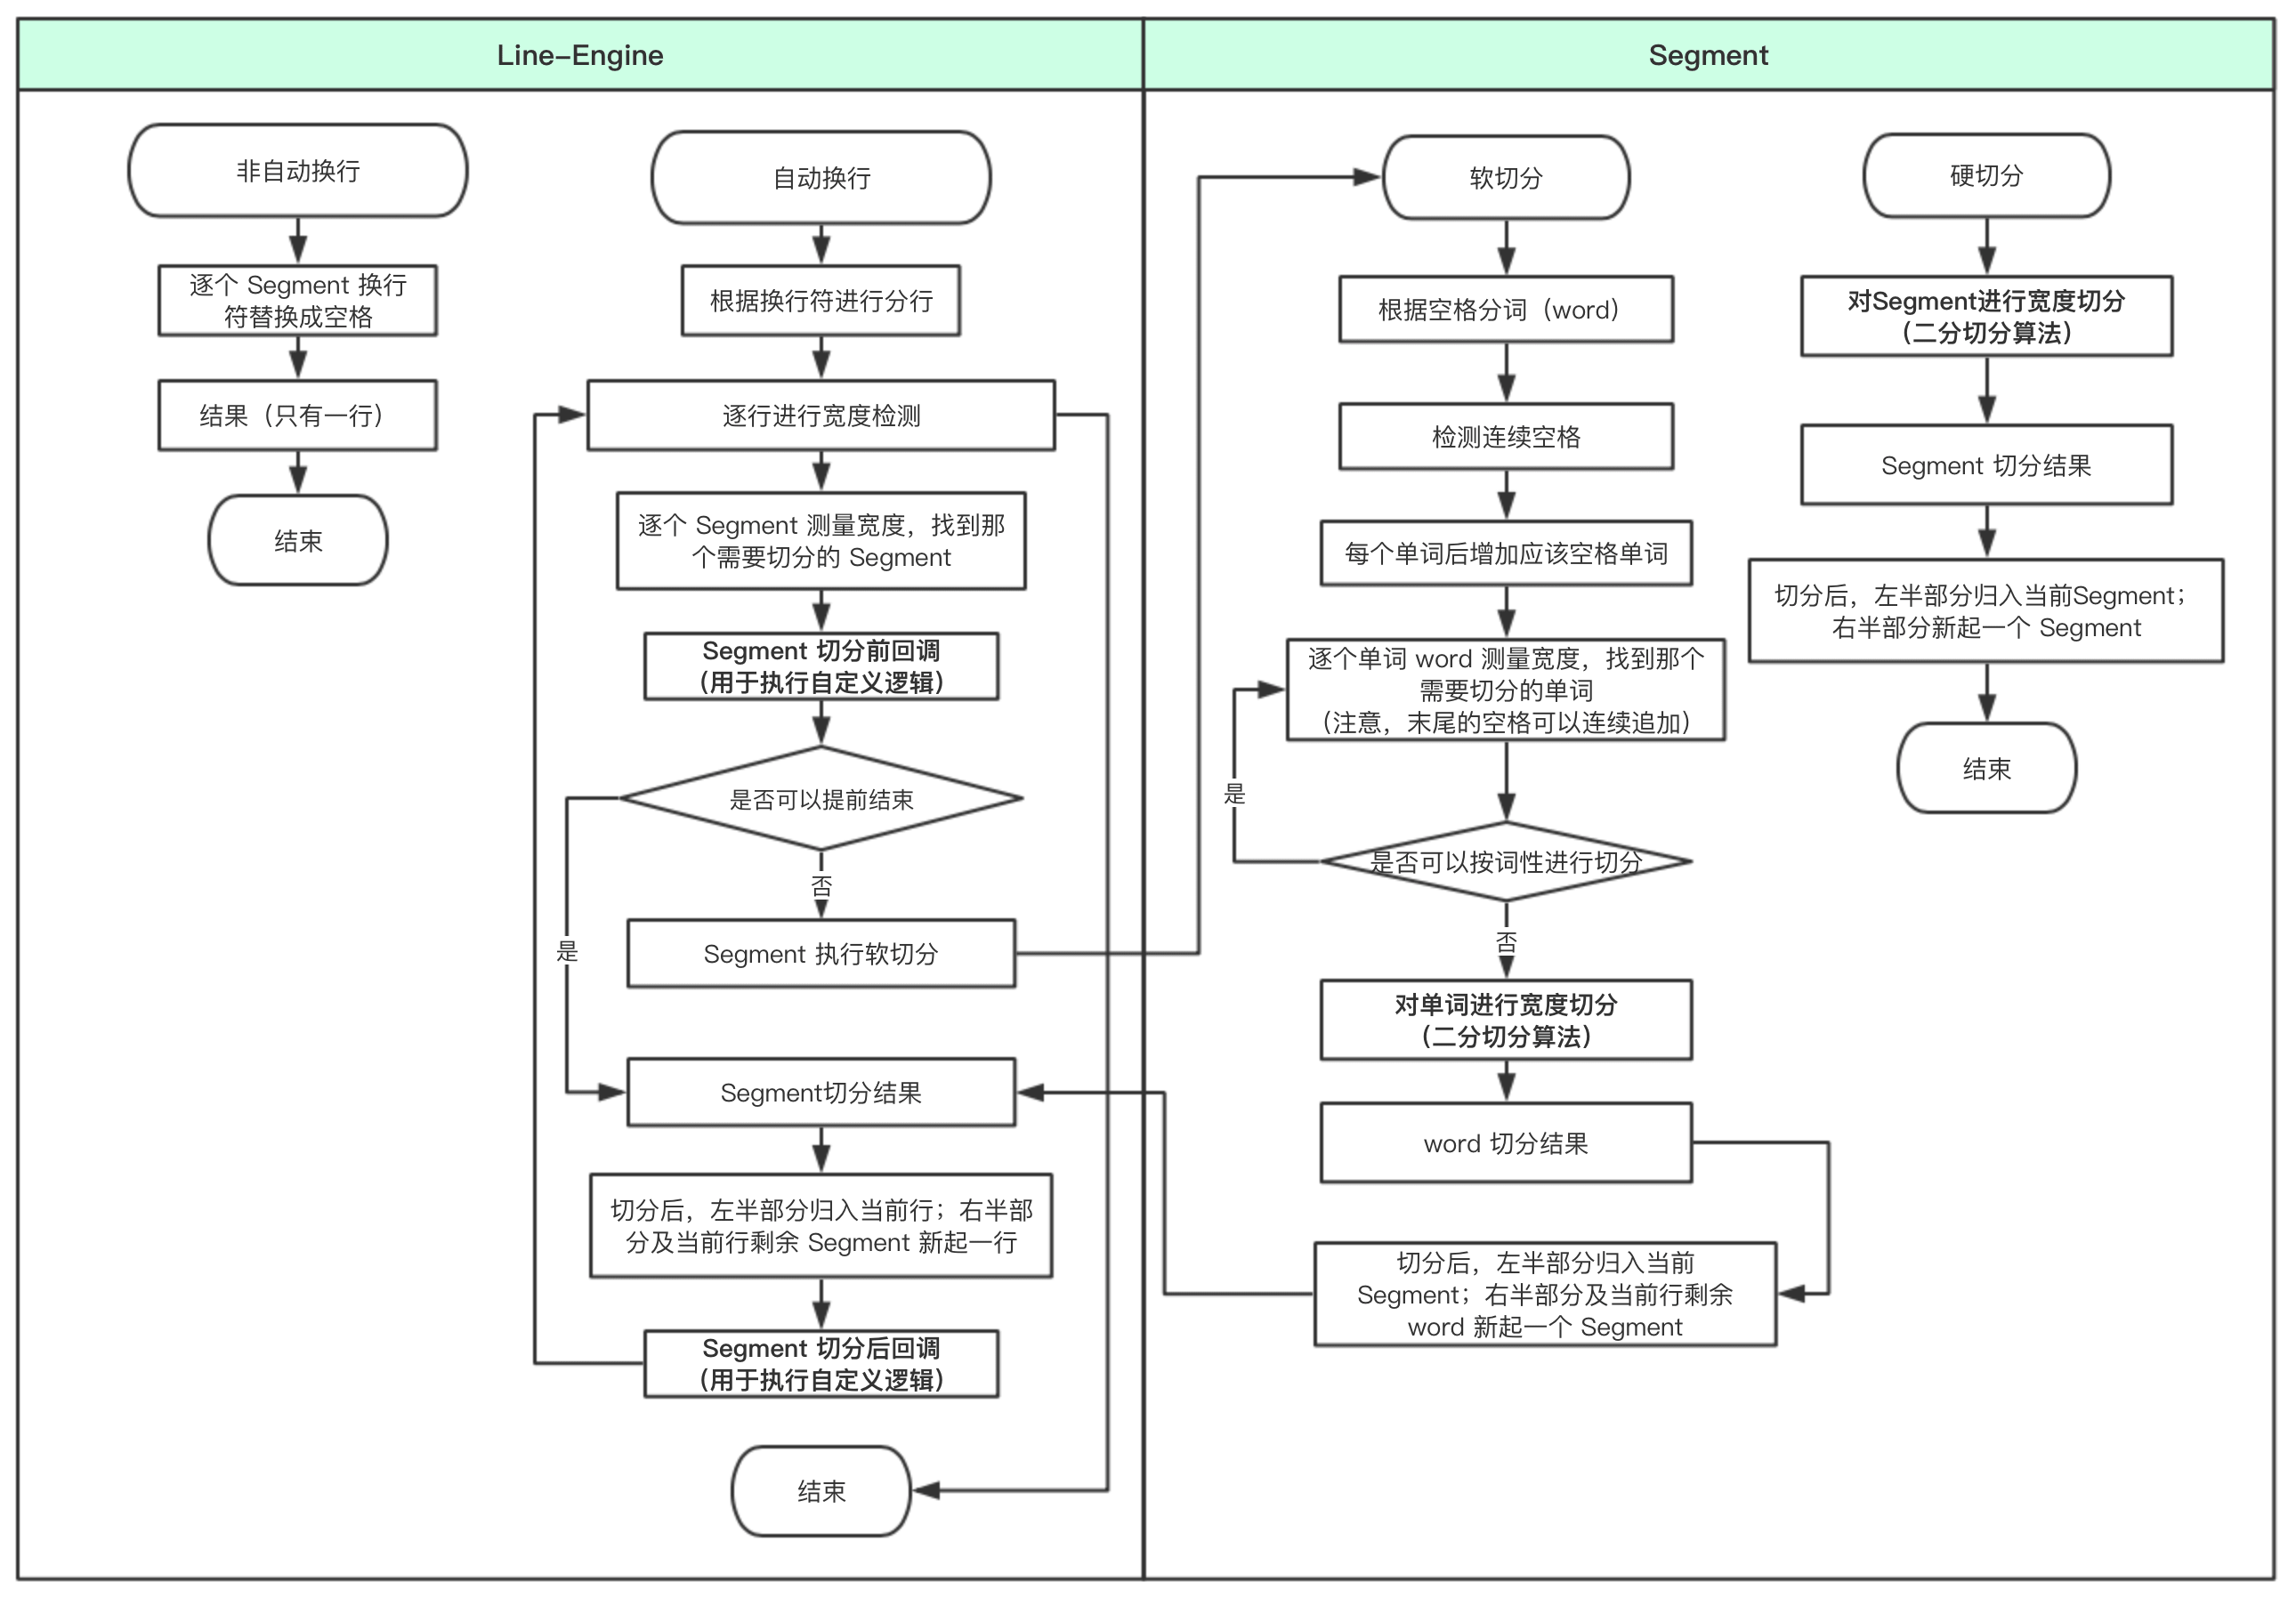 Line-Engine
Segment
非自动换行
逐个 Segment 换行
符替换成空格
结果（只有一行）
结束
自动换行
根据换行符进行分行
逐行进行宽度检测
逐个 Segment 测量宽度，找到那
个需要切分的 Segment
Segment 切分前回调
（用于执行自定义逻辑）
是否可以提前结束
否
是
Segment 执行软切分
Segment切分结果
切分后，左半部分归入当前行；右半部
分及当前行剩余 Segment 新起一行
Segment 切分后回调
（用于执行自定义逻辑）
结束
软切分
根据空格分词（word）
检测连续空格
每个单词后增加应该空格单词
逐个单词 word 测量宽度，找到那个
需要切分的单词
（注意，末尾的空格可以连续追加）
是
是否可以按词性进行切分
否
对单词进行宽度切分
（二分切分算法）
word 切分结果
切分后，左半部分归入当前
Segment；右半部分及当前行剩余
word 新起一个 Segment
硬切分
对Segment进行宽度切分
（二分切分算法）
Segment 切分结果
切分后，左半部分归入当前Segment；
右半部分新起一个 Segment
结束